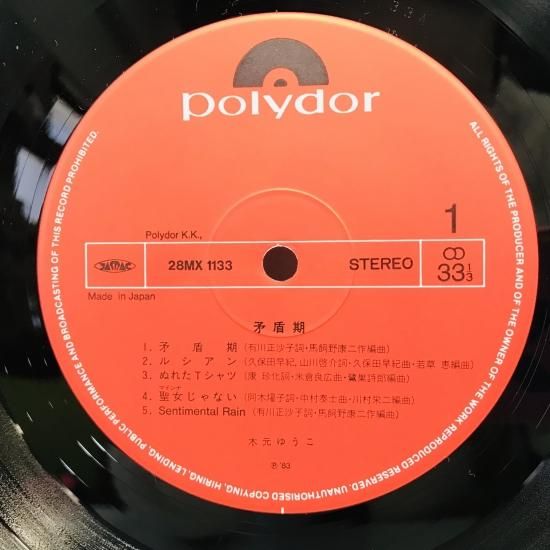 polydor
1
Polydor K.K.,
JASRAC
28MX 1133
STEREO
33 1/3
Made in Japan
矛盾期
1. 矛盾期 (有川正沙子詞・馬飼野康二作編曲)
2. ルシアン (久保田早紀, 山川啓介詞・久保田早紀曲・若草 恵編曲)
3. ぬれたTシャツ (康 珍化詞・米倉良広曲・鷺巣詩郎編曲)
マドンナ
4. 聖女じゃない (阿木燿子詞・中村泰士曲・川村栄二編曲)
5. Sentimental Rain (有川正沙子詞・馬飼野康二作編曲)
木元ゆうこ
℗ '83
ALL RIGHTS OF THE PRODUCER AND OF THE OWNER OF THE WORK REPRODUCED RESERVED. UNAUTHORISED COPYING, HIRING, LENDING, PUBLIC PERFORMANCE AND BROADCASTING OF THIS RECORD PROHIBITED.